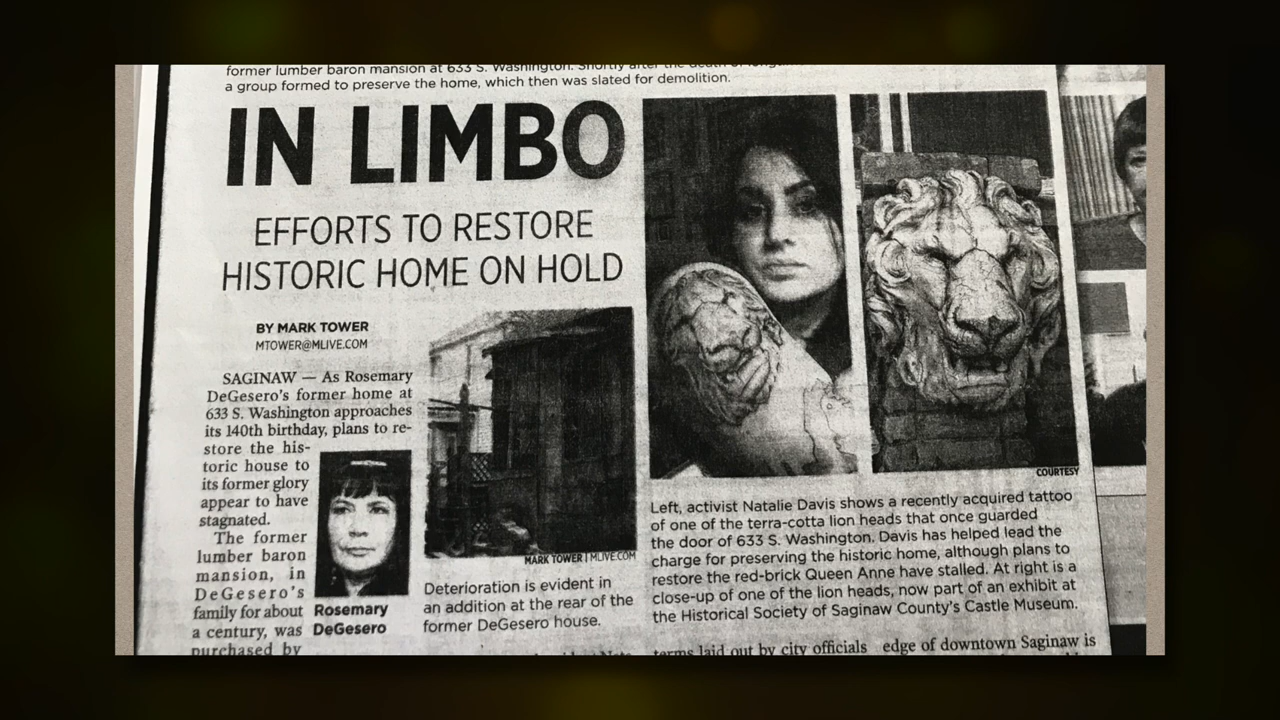 former lumber baron mansion at 633 S. Washington. Shortly after the death of
a group formed to preserve the home, which then was slated for demolition.
IN LIMBO
EFFORTS TO RESTORE
HISTORIC HOME ON HOLD
BY MARK TOWER
MTOWER@MLIVE.COM
SAGINAW — As Rosemary
DeGesero's former home at
633 S. Washington approaches
its 140th birthday, plans to re-
store the his-
toric house to
its former glory
appear to have
stagnated.
The former
lumber baron
mansion, in
DeGesero's
family for about
a century, was
purchased by
Rosemary
DeGesero
MARK TOWER | MLIVE.COM
Deterioration is evident in
an addition at the rear of the
former DeGesero house.
COURTESY
Left, activist Natalie Davis shows a recently acquired tattoo
of one of the terra-cotta lion heads that once guarded
the door of 633 S. Washington. Davis has helped lead the
charge for preserving the historic home, although plans to
restore the red-brick Queen Anne have stalled. At right is a
close-up of one of the lion heads, now part of an exhibit at
the Historical Society of Saginaw County's Castle Museum.
terms laid out by city officials
edge of downtown Saginaw is